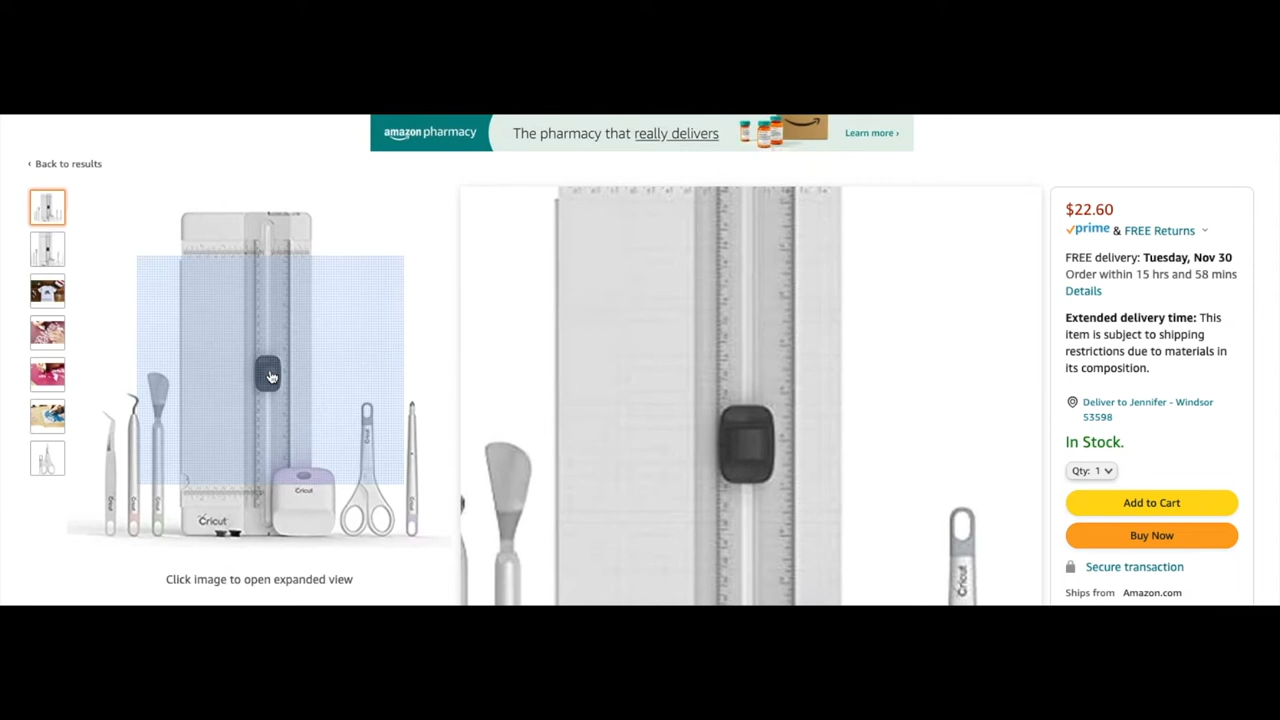 amazon pharmacy
The pharmacy that really delivers
Learn more ›
‹ Back to results
Cricut
Cricut
Cricut
Click image to open expanded view
Cricut
$22.60
prime & FREE Returns
FREE delivery: Tuesday, Nov 30
Order within 15 hrs and 58 mins
Details
Extended delivery time: This
item is subject to shipping
restrictions due to materials in
its composition.
Deliver to Jennifer - Windsor
53598
In Stock.
Qty: 1
Add to Cart
Buy Now
Secure transaction
Ships from Amazon.com